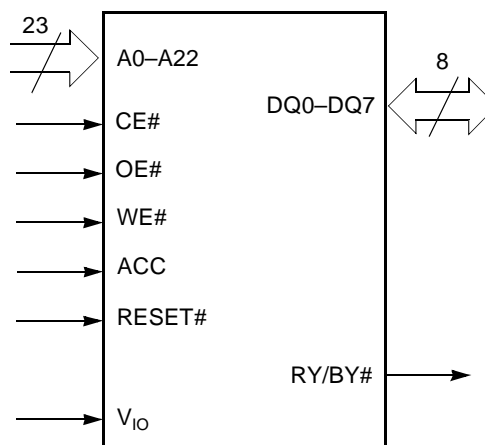 23
A0–A22
8
DQ0–DQ7
CE#
OE#
WE#
ACC
RESET#
RY/BY#
VIO